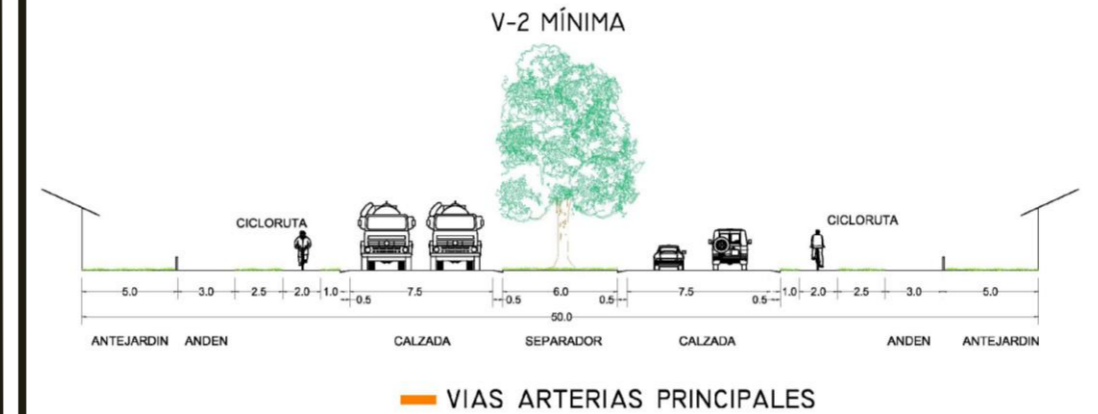 V-2 MÍNIMA
CICLORUTA
CICLORUTA
5.0 3.0 2.5 2.0 1.0 0.5 7.5 0.5 6.0 0.5 7.5 0.5 1.0 2.0 2.5 3.0 5.0
50.0
ANTEJARDIN ANDEN CALZADA SEPARADOR CALZADA ANDEN ANTEJARDIN
VIAS ARTERIAS PRINCIPALES